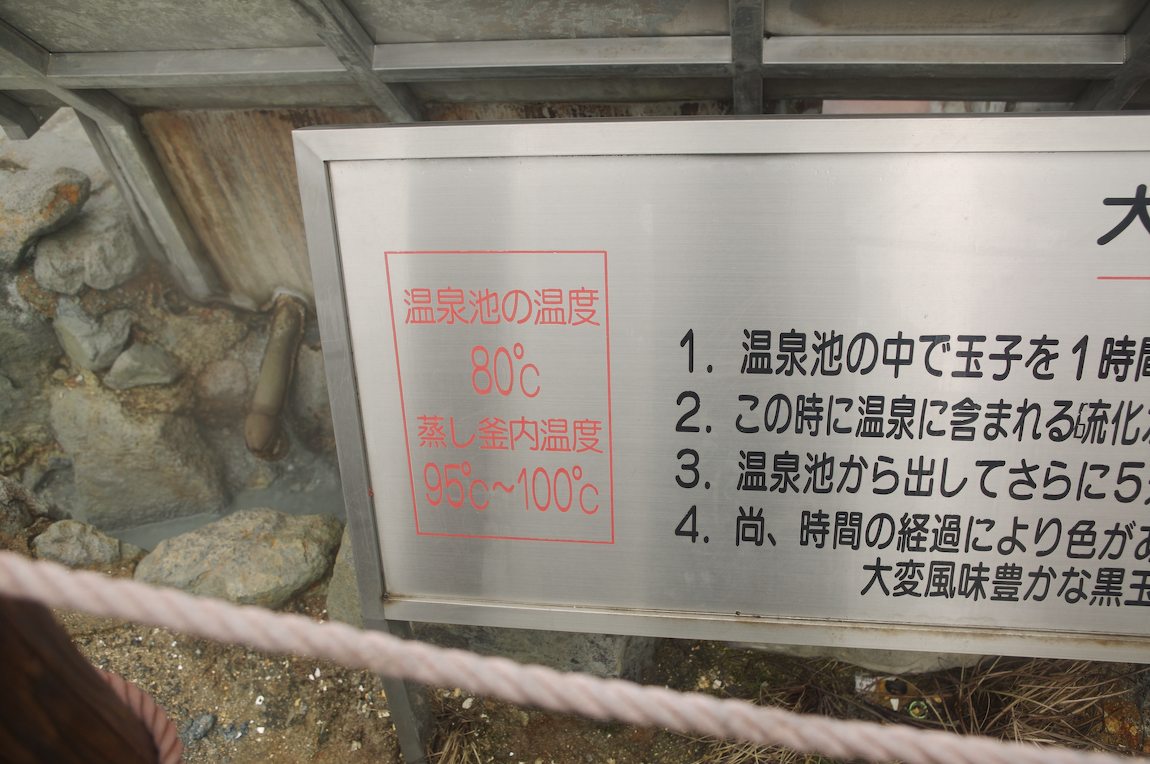 大
温泉池の温度
80℃
蒸し釜内温度
95℃~100℃
1. 温泉池の中で玉子を1時間
2. この時に温泉に含まれる硫化
3. 温泉池から出してさらに5
4. 尚、時間の経過により色があ
大変風味豊かな黒玉